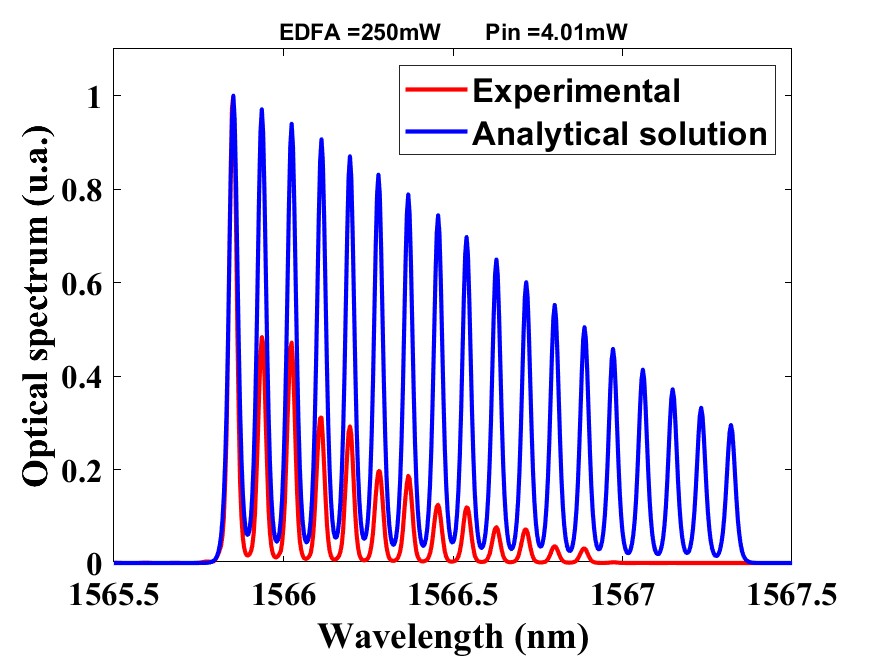 EDFA =250mW Pin =4.01mW
Experimental
Analytical solution
Optical spectrum (u.a.)
1
0.8
0.6
0.4
0.2
0
1565.5 1566 1566.5 1567 1567.5
Wavelength (nm)